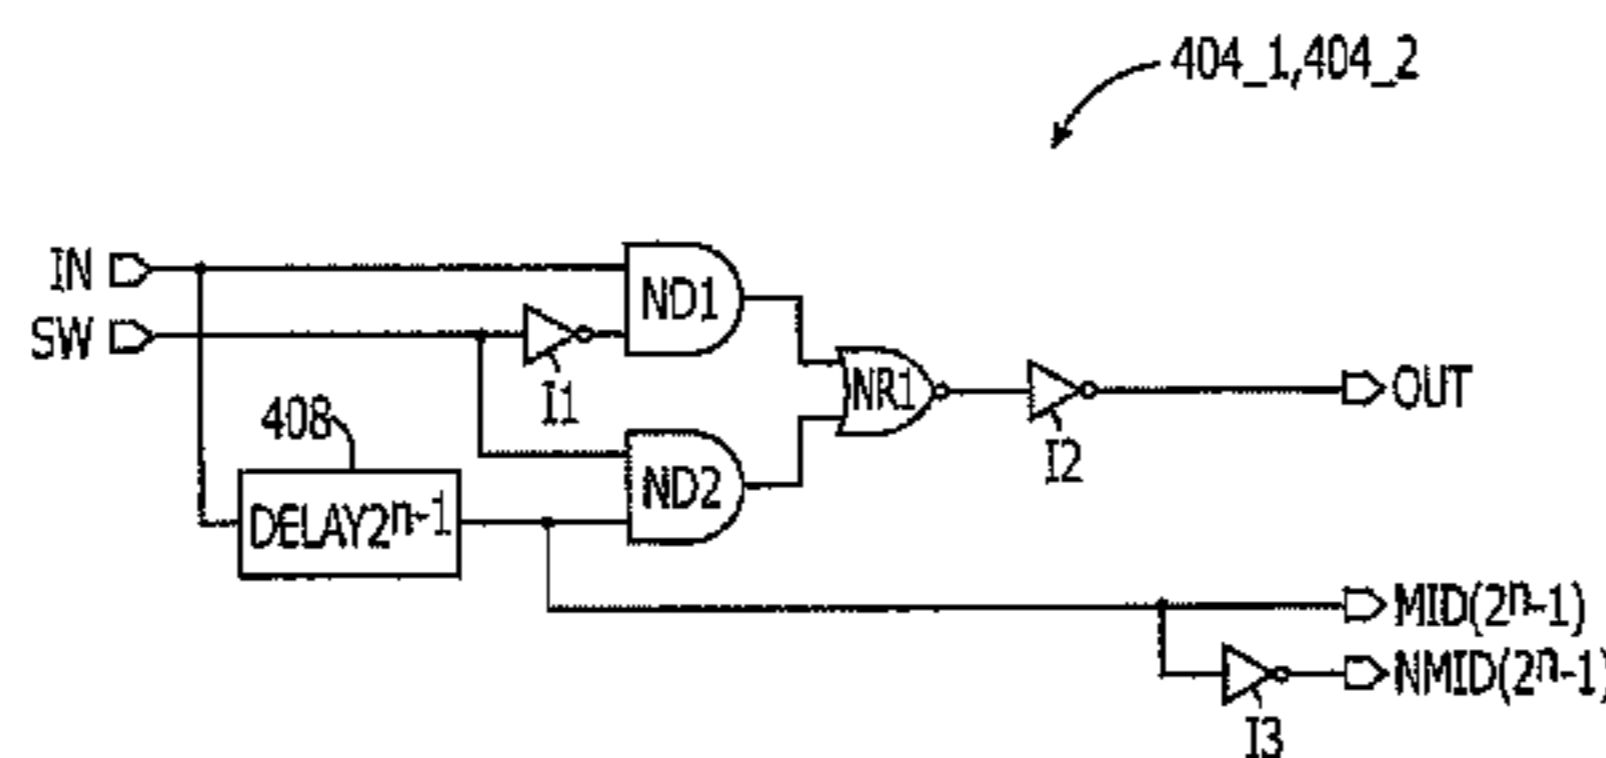 404_1,404_2
IN
ND1
SW
I1
NR1
OUT
408
I2
ND2
DELAY2ⁿ-1
MID(2ⁿ-1)
NMID(2ⁿ-1)
I3